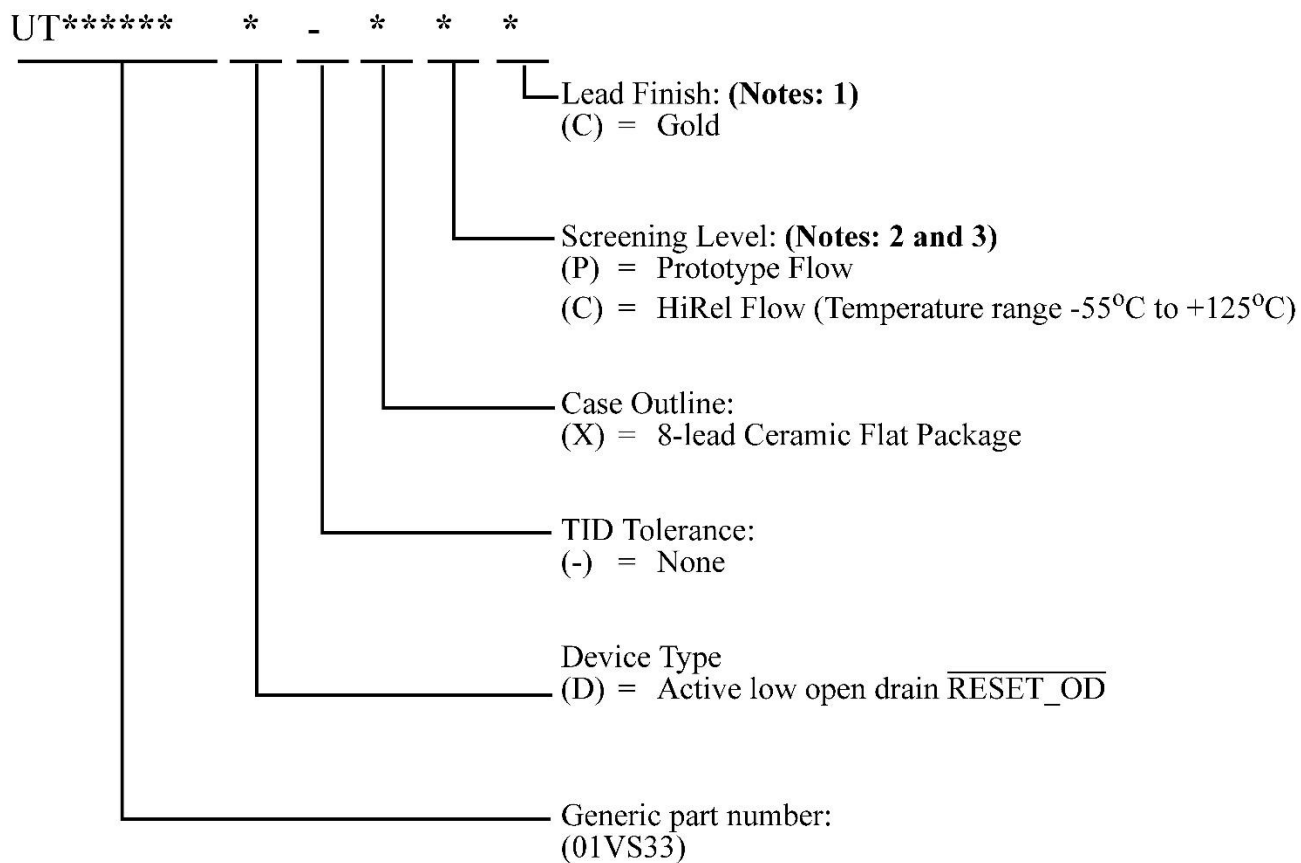 UT****** * - * * *
Lead Finish: (Notes: 1)
(C) = Gold
Screening Level: (Notes: 2 and 3)
(P) = Prototype Flow
(C) = HiRel Flow (Temperature range -55°C to +125°C)
Case Outline:
(X) = 8-lead Ceramic Flat Package
TID Tolerance:
(-) = None
Device Type
(D) = Active low open drain RESET_OD
Generic part number:
(01VS33)